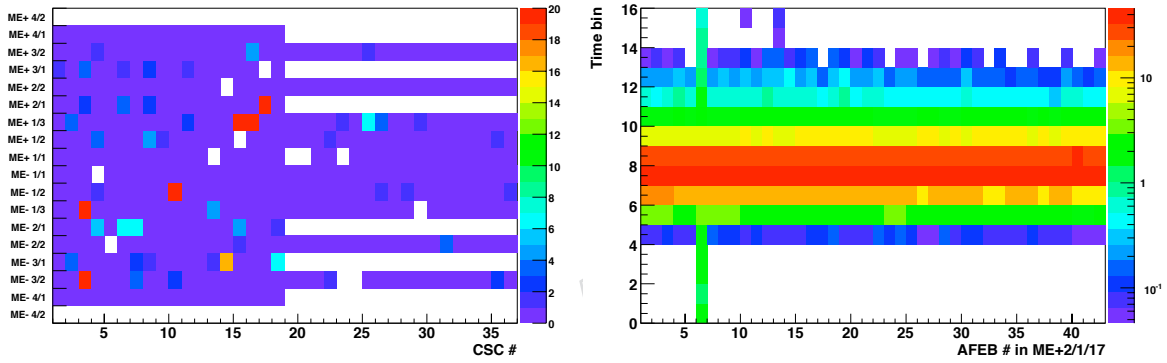 ME+ 4/2
ME+ 4/1
ME+ 3/2
ME+ 3/1
ME+ 2/2
ME+ 2/1
ME+ 1/3
ME+ 1/2
ME+ 1/1
ME- 1/1
ME- 1/2
ME- 1/3
ME- 2/1
ME- 2/2
ME- 3/1
ME- 3/2
ME- 4/1
ME- 4/2
5 10 15 20 25 30 35
CSC #
20
18
16
14
12
10
8
6
4
2
0
Time bin
16
14
12
10
8
6
4
2
0
5 10 15 20 25 30 35 40
AFEB # in ME+2/1/17
10
1
10⁻¹